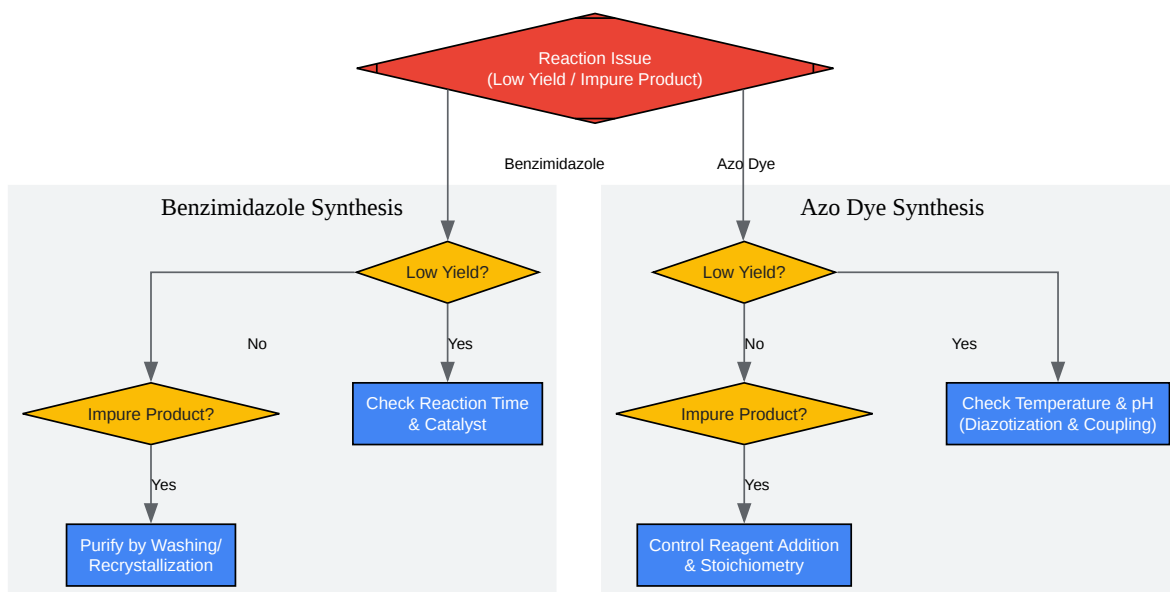 Reaction Issue
(Low Yield / Impure Product)
Benzimidazole
Azo Dye
Benzimidazole Synthesis
Azo Dye Synthesis
Low Yield?
Low Yield?
No
Yes
No
Yes
Impure Product?
Check Reaction Time
& Catalyst
Impure Product?
Check Temperature & pH
(Diazotization & Coupling)
Yes
Yes
Purify by Washing/
Recrystallization
Control Reagent Addition
& Stoichiometry